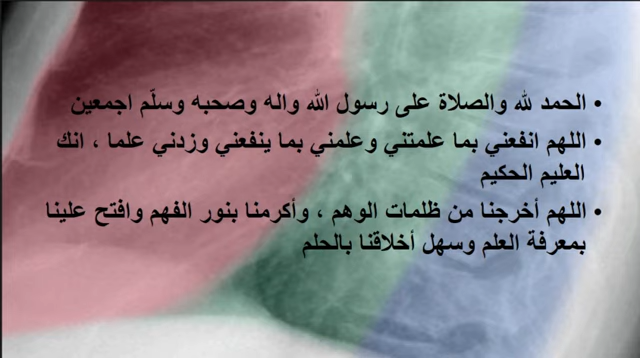 • الحمد لله والصلاة على رسول الله واله وصحبه وسلّم اجمعين
• اللهم انفعني بما علمتني وعلمني بما ينفعني وزدني علما ، انك
العليم الحكيم
• اللهم أخرجنا من ظلمات الوهم ، وأكرمنا بنور الفهم وافتح علينا
بمعرفة العلم وسهل أخلاقنا بالحلم